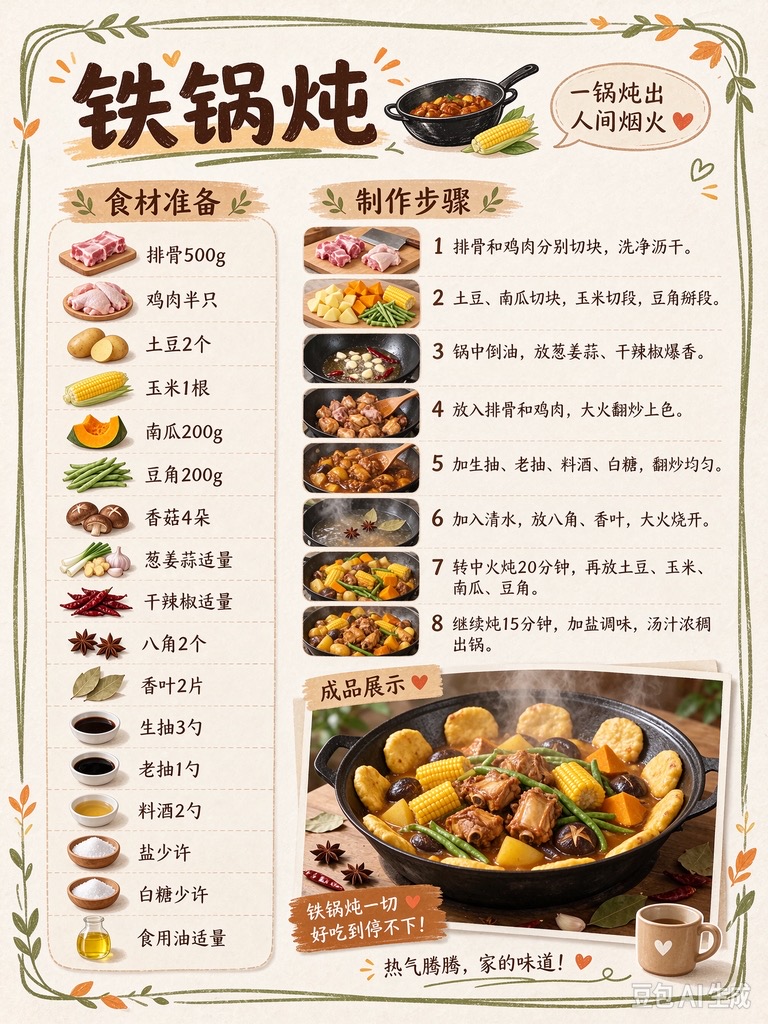 铁锅炖
一锅炖出
人间烟火
食材准备
排骨500g
鸡肉半只
土豆2个
玉米1根
南瓜200g
豆角200g
香菇4朵
葱姜蒜适量
干辣椒适量
八角2个
香叶2片
生抽3勺
老抽1勺
料酒2勺
盐少许
白糖少许
食用油适量
制作步骤
1 排骨和鸡肉分别切块，洗净沥干。
2 土豆、南瓜切块，玉米切段，豆角掰段。
3 锅中倒油，放葱姜蒜、干辣椒爆香。
4 放入排骨和鸡肉，大火翻炒上色。
5 加生抽、老抽、料酒、白糖，翻炒均匀。
6 加入清水，放八角、香叶，大火烧开。
7 转中火炖20分钟，再放土豆、玉米、
南瓜、豆角。
8 继续炖15分钟，加盐调味，汤汁浓稠
出锅。
成品展示
铁锅炖一切
好吃到停不下！
热气腾腾，家的味道！
豆包AI生成